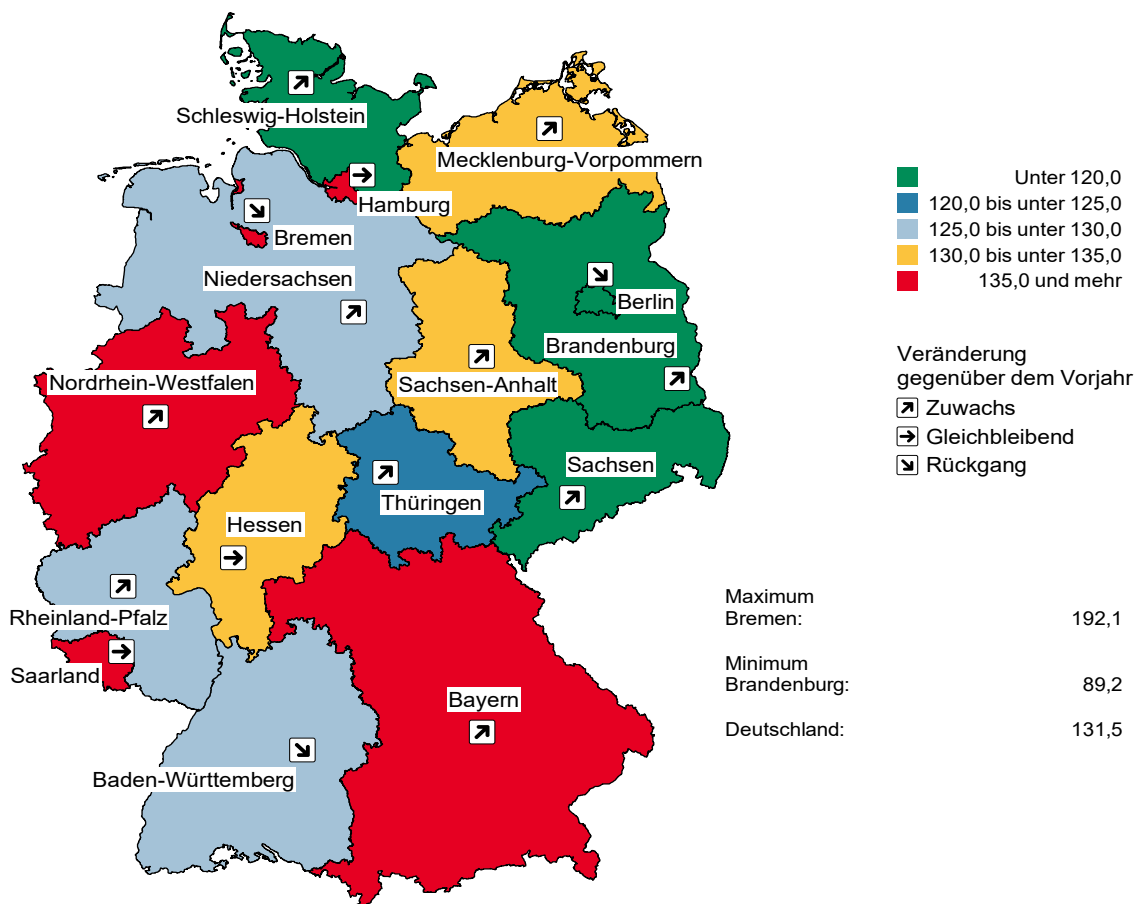 Schleswig-Holstein
Mecklenburg-Vorpommern
Hamburg
Bremen
Niedersachsen
Berlin
Brandenburg
Nordrhein-Westfalen
Sachsen-Anhalt
Sachsen
Thüringen
Hessen
Rheinland-Pfalz
Saarland
Bayern
Baden-Württemberg
Unter 120,0
120,0 bis unter 125,0
125,0 bis unter 130,0
130,0 bis unter 135,0
135,0 und mehr
Veränderung
gegenüber dem Vorjahr
Zuwachs
Gleichbleibend
Rückgang
Maximum
Bremen: 192,1
Minimum
Brandenburg: 89,2
Deutschland: 131,5